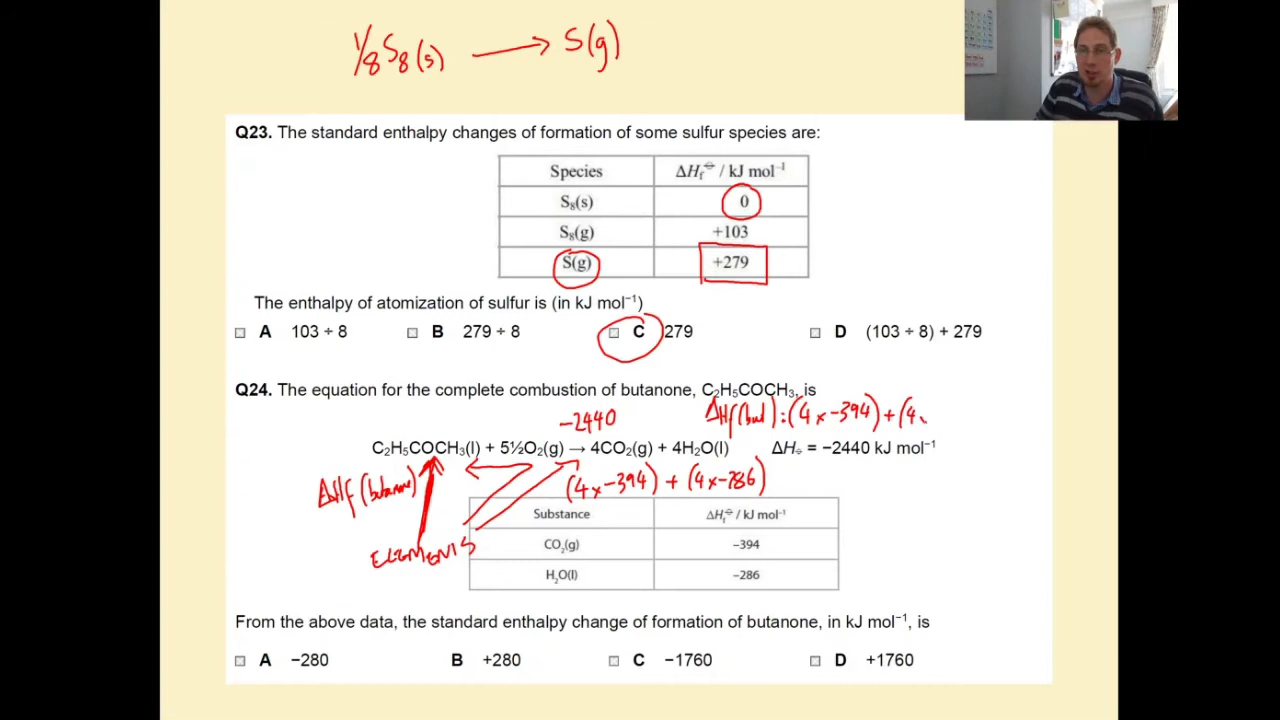 1/8 S₈(s) → S(g)
Q23. The standard enthalpy changes of formation of some sulfur species are:
Species ΔHf⦵ / kJ mol⁻¹
S₈(s) 0
S₈(g) +103
S(g) +279
The enthalpy of atomization of sulfur is (in kJ mol⁻¹)
A 103 ÷ 8 B 279 ÷ 8 C 279 D (103 ÷ 8) + 279
Q24. The equation for the complete combustion of butanone, C₂H₅COCH₃, is
ΔHf (but) : (4 x -394) + (4x
-2440
C₂H₅COCH₃(l) + 5½O₂(g) → 4CO₂(g) + 4H₂O(l) ΔH⦵ = −2440 kJ mol⁻¹
ΔHf (butanone)
(4 x -394) + (4 x -286)
ELEMENTS
Substance ΔHf⦵ / kJ mol⁻¹
CO₂(g) −394
H₂O(l) −286
From the above data, the standard enthalpy change of formation of butanone, in kJ mol⁻¹, is
A −280 B +280 C −1760 D +1760